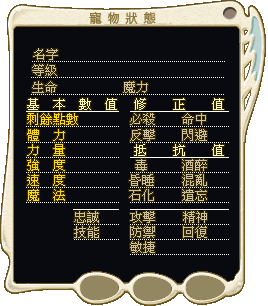 寵物狀態
名字
等級
生命 魔力
基本數值 修正值
剩餘點數 必殺 命中
體力 反擊 閃避
力量 抵抗值
強度 毒 酒醉
速度 昏睡 混亂
魔法 石化 遺忘
忠誠 攻擊 精神
技能 防禦 回復
敏捷